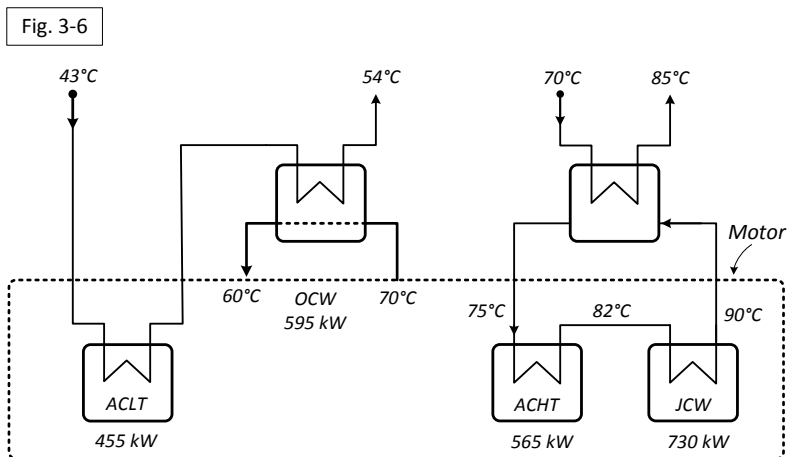 Fig. 3-6
43°C
54°C
70°C
85°C
Motor
60°C
OCW
595 kW
70°C
75°C
82°C
90°C
ACLT
455 kW
ACHT
565 kW
JCW
730 kW